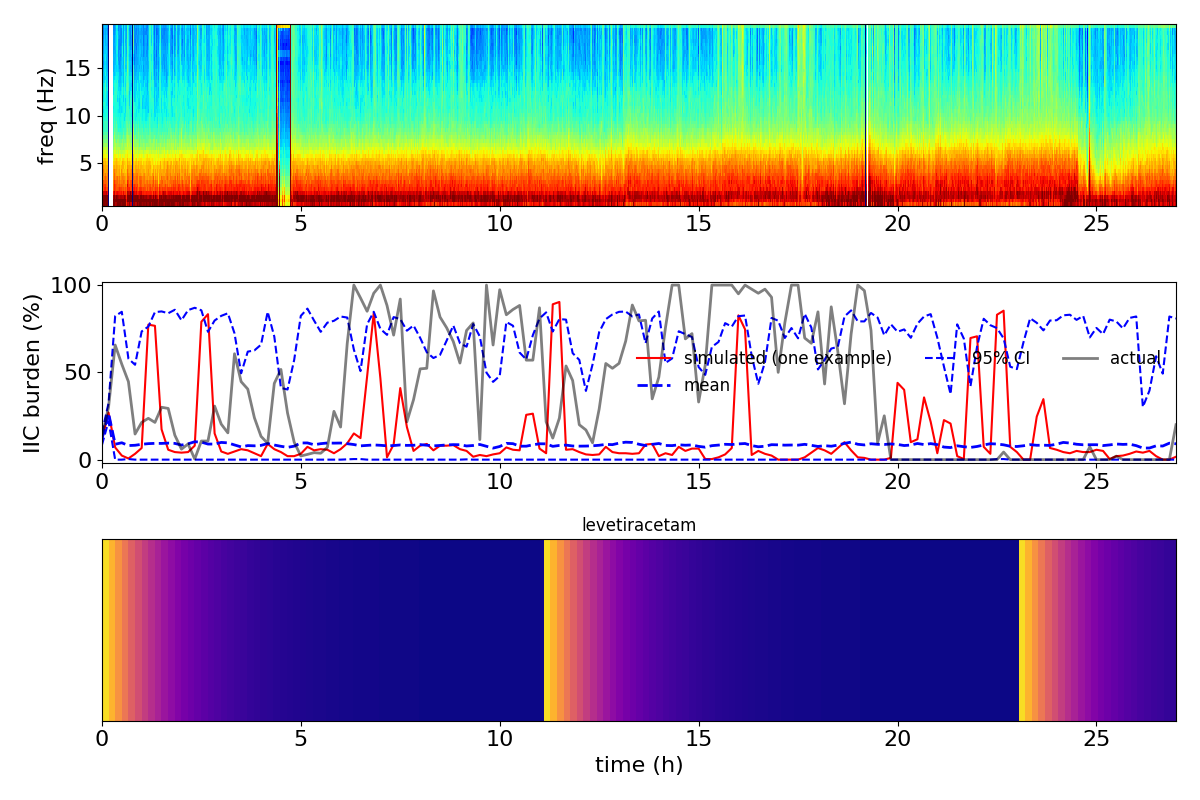 freq (Hz)
15
10
5
0 5 10 15 20 25
IIC burden (%)
100
50
0
simulated (one example) 95% CI actual
mean
0 5 10 15 20 25
levetiracetam
0 5 10 15 20 25
time (h)